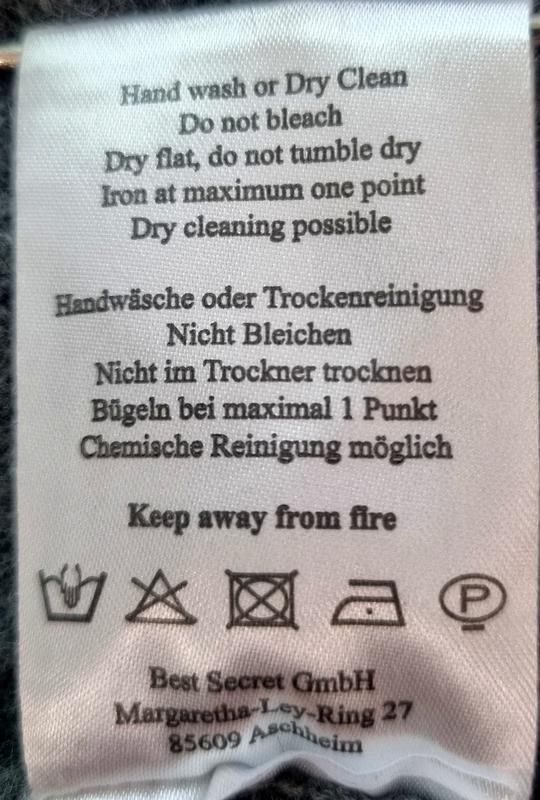 Hand wash or Dry Clean
Do not bleach
Dry flat, do not tumble dry
Iron at maximum one point
Dry cleaning possible
Handwäsche oder Trockenreinigung
Nicht Bleichen
Nicht im Trockner trocknen
Bügeln bei maximal 1 Punkt
Chemische Reinigung möglich
Keep away from fire
P
Best Secret GmbH
Margaretha-Ley-Ring 27
85609 Aschheim